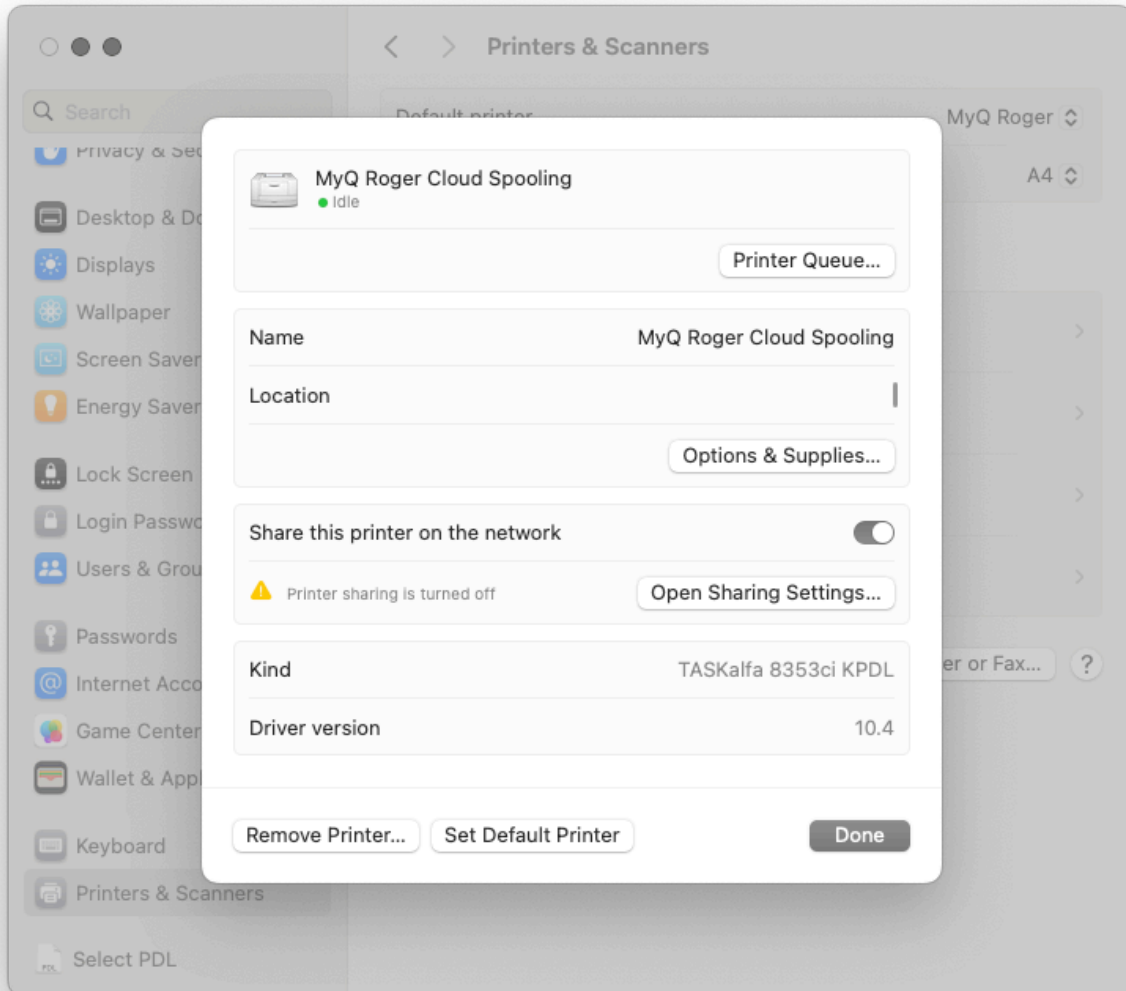 Printers & Scanners
Search
Default printer
MyQ Roger
A4
Privacy & Sec
Desktop & Do
Displays
Wallpaper
Screen Saver
Energy Saver
Lock Screen
Login Passwo
Users & Grou
Passwords
Internet Acco
Game Center
Wallet & Appl
Keyboard
Printers & Scanners
Select PDL
er or Fax...
?
MyQ Roger Cloud Spooling
Idle
Printer Queue...
Name MyQ Roger Cloud Spooling
Location
Options & Supplies...
Share this printer on the network
Printer sharing is turned off
Open Sharing Settings...
Kind TASKalfa 8353ci KPDL
Driver version 10.4
Remove Printer...
Set Default Printer
Done